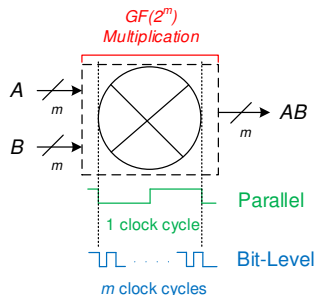 GF(2^m)
Multiplication
A
m
B
m
AB
m
Parallel
1 clock cycle
Bit-Level
m clock cycles